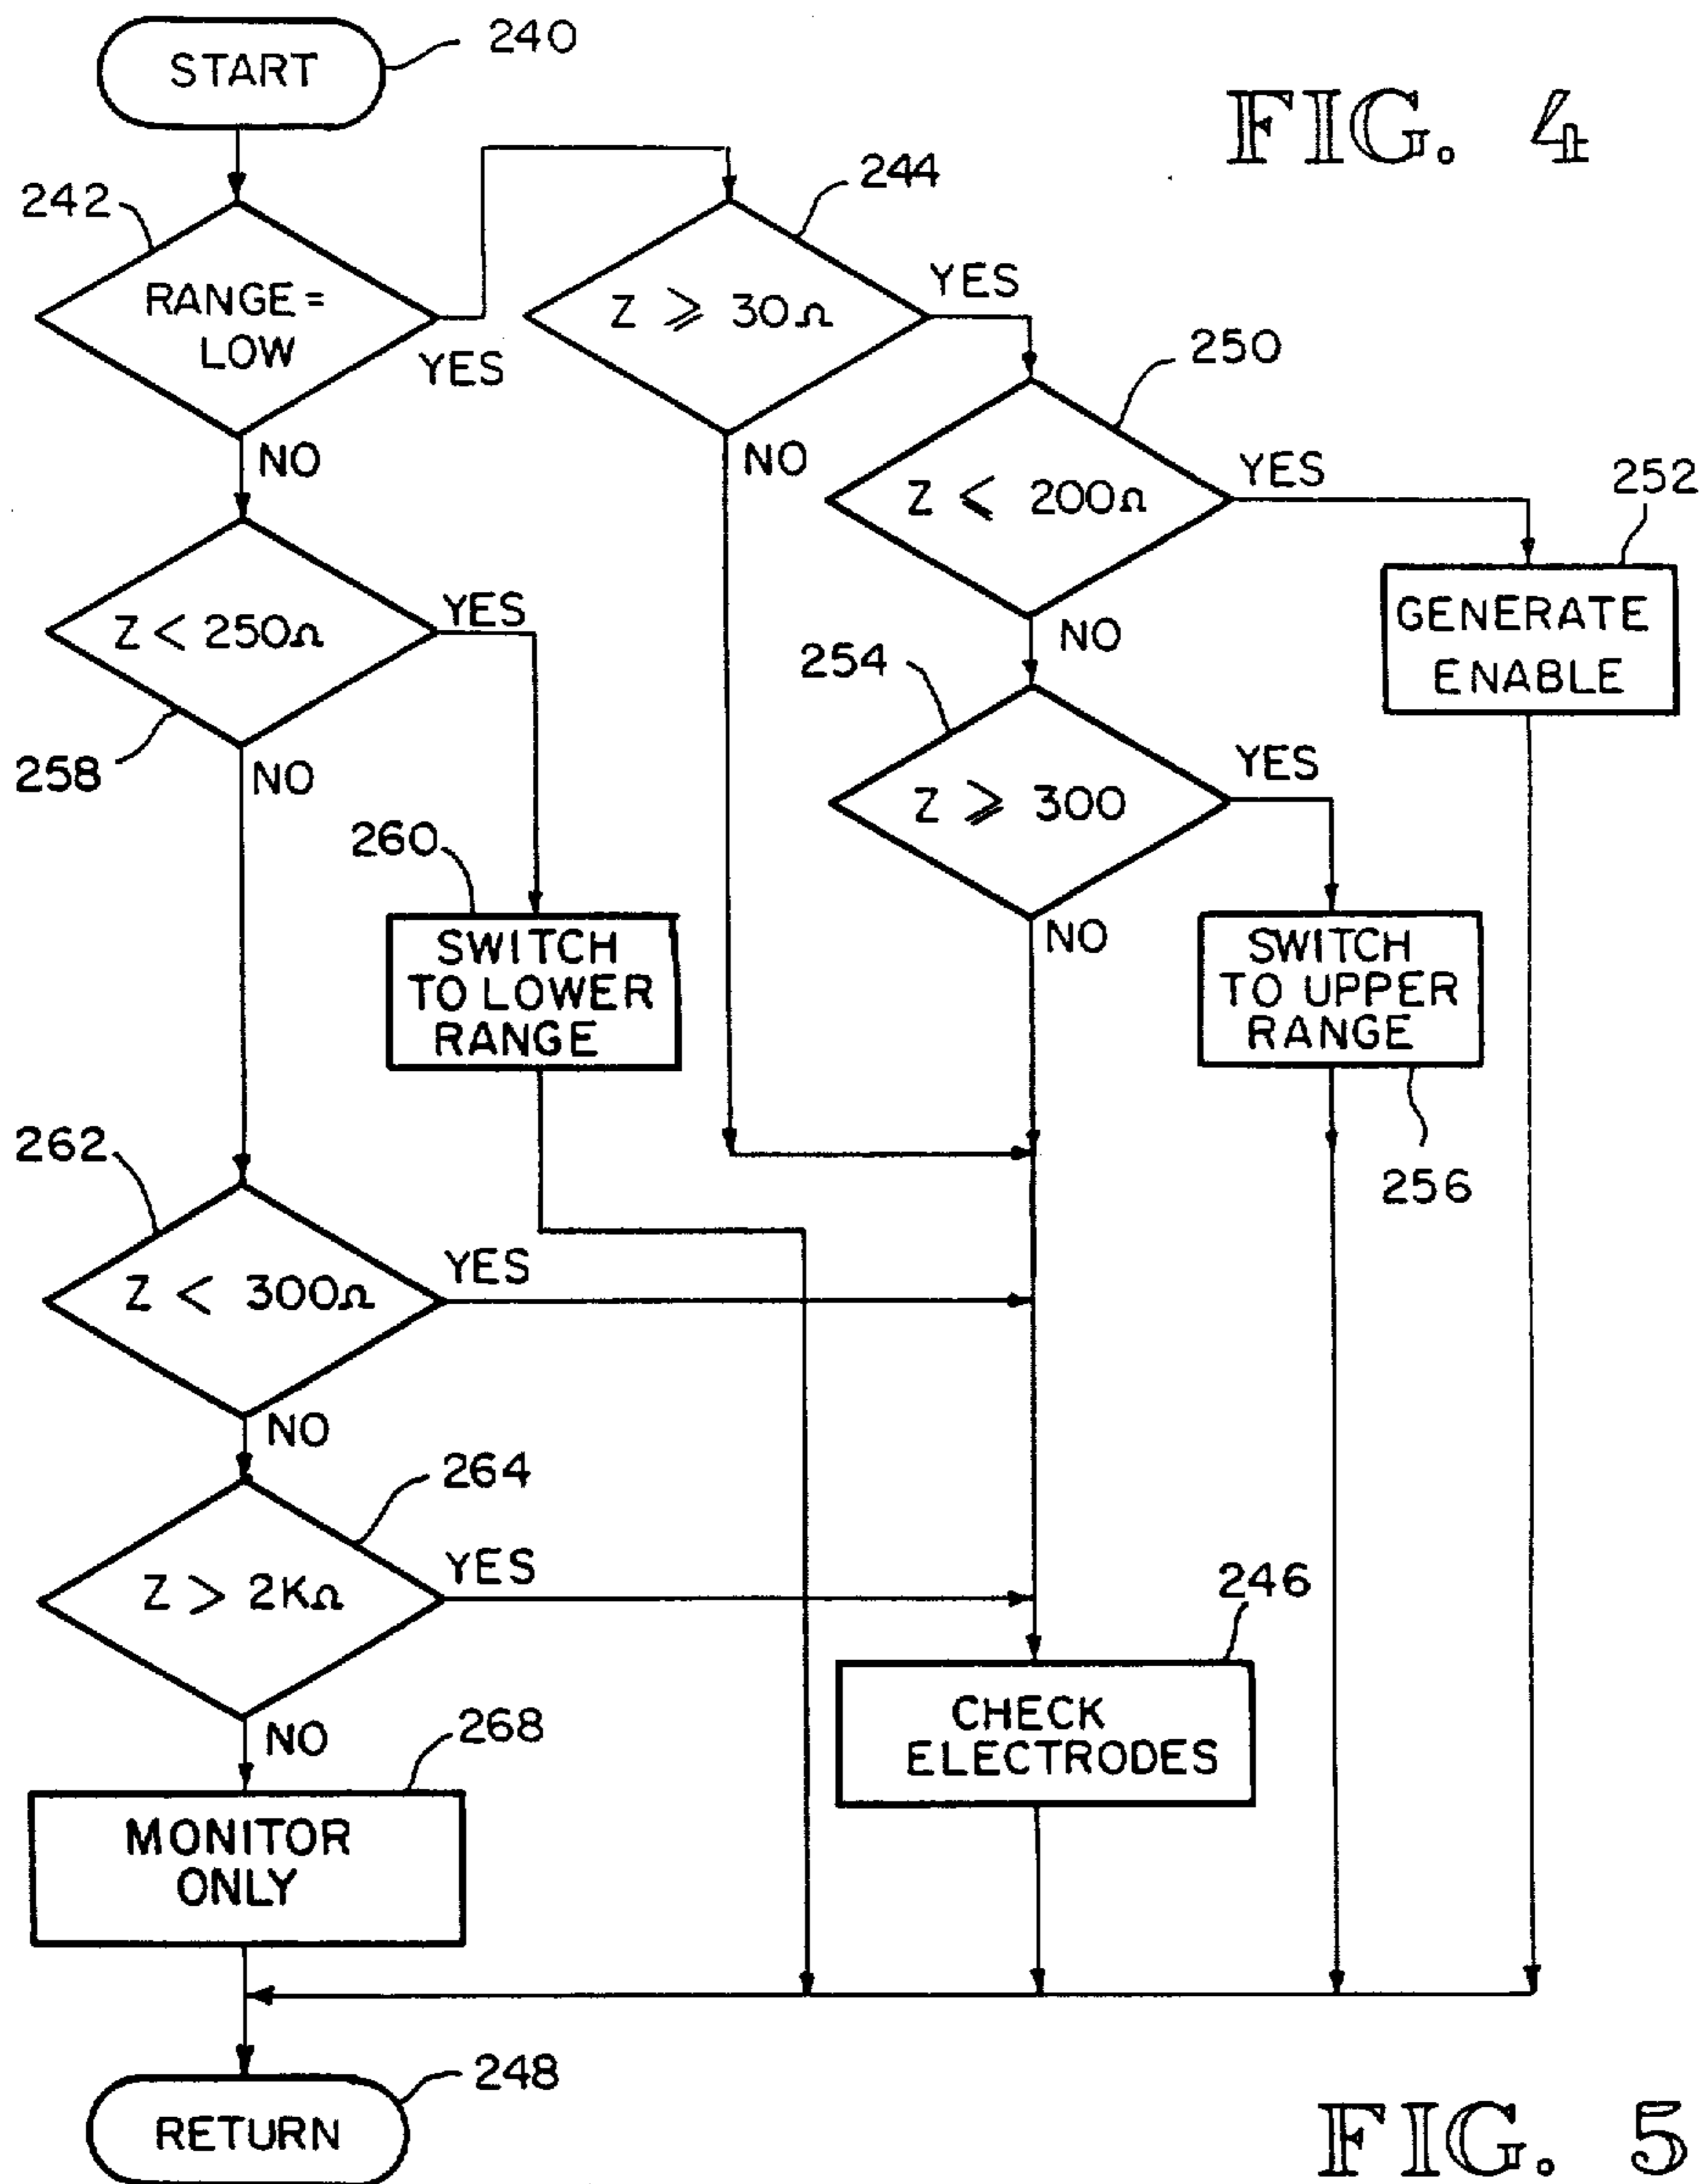 START
240
FIG. 4
242
RANGE =
LOW
YES
NO
244
Z ⩾ 30Ω
YES
NO
250
Z ⩽ 200Ω
YES
NO
252
GENERATE
ENABLE
Z < 250Ω
YES
258
NO
254
Z ⩾ 300
YES
NO
260
SWITCH
TO LOWER
RANGE
SWITCH
TO UPPER
RANGE
256
262
Z < 300Ω
YES
NO
264
Z > 2KΩ
YES
NO
246
CHECK
ELECTRODES
268
MONITOR
ONLY
248
RETURN
FIG. 5